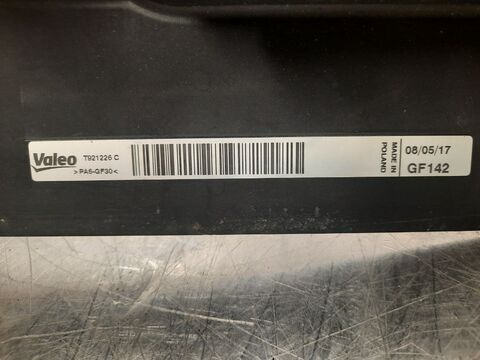 Valeo T921226 C
>PA6-GF30<
MADE IN
POLAND
08/05/17
GF142